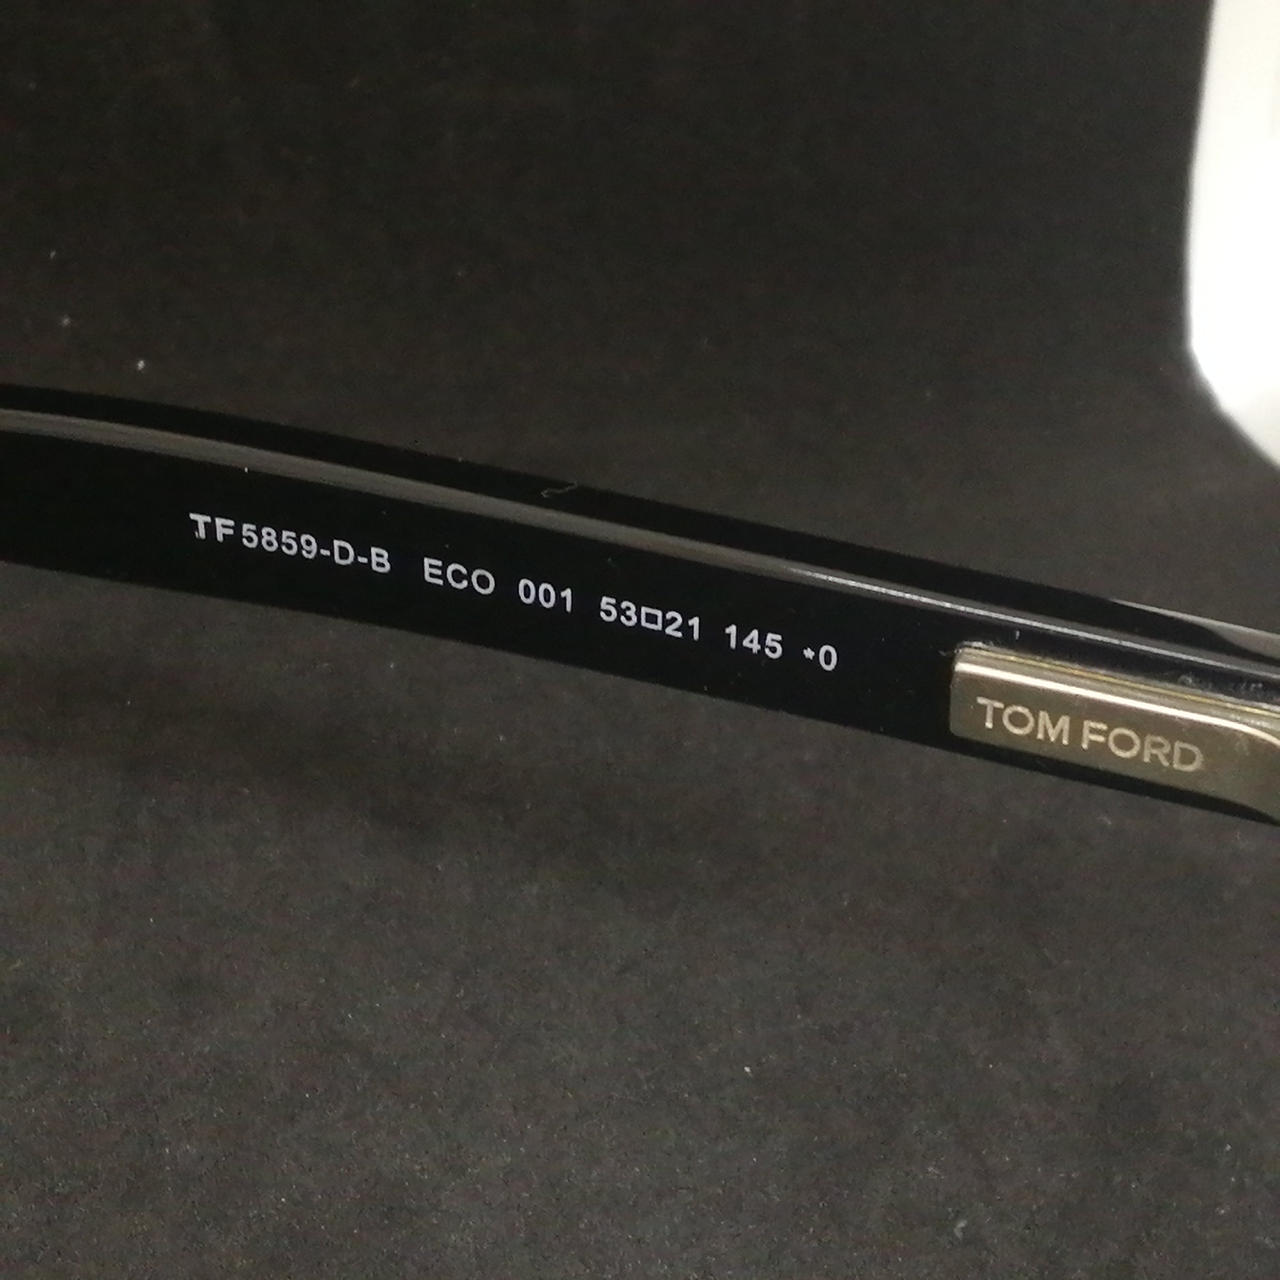 TF5859-D-B ECO 001 53□21 145 *0
TOM FORD